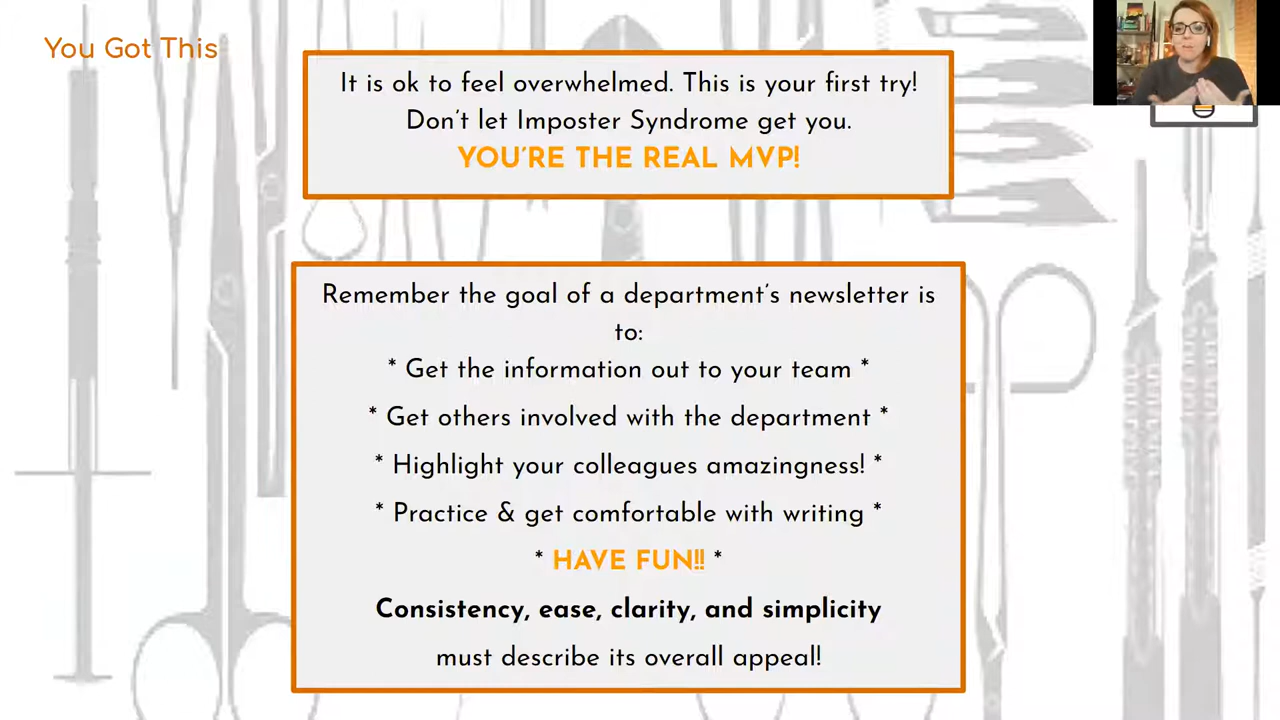 You Got This
It is ok to feel overwhelmed. This is your first try!
Don't let Imposter Syndrome get you.
YOU'RE THE REAL MVP!
Remember the goal of a department's newsletter is
to:
* Get the information out to your team *
* Get others involved with the department *
* Highlight your colleagues amazingness! *
* Practice & get comfortable with writing *
* HAVE FUN!! *
Consistency, ease, clarity, and simplicity
must describe its overall appeal!